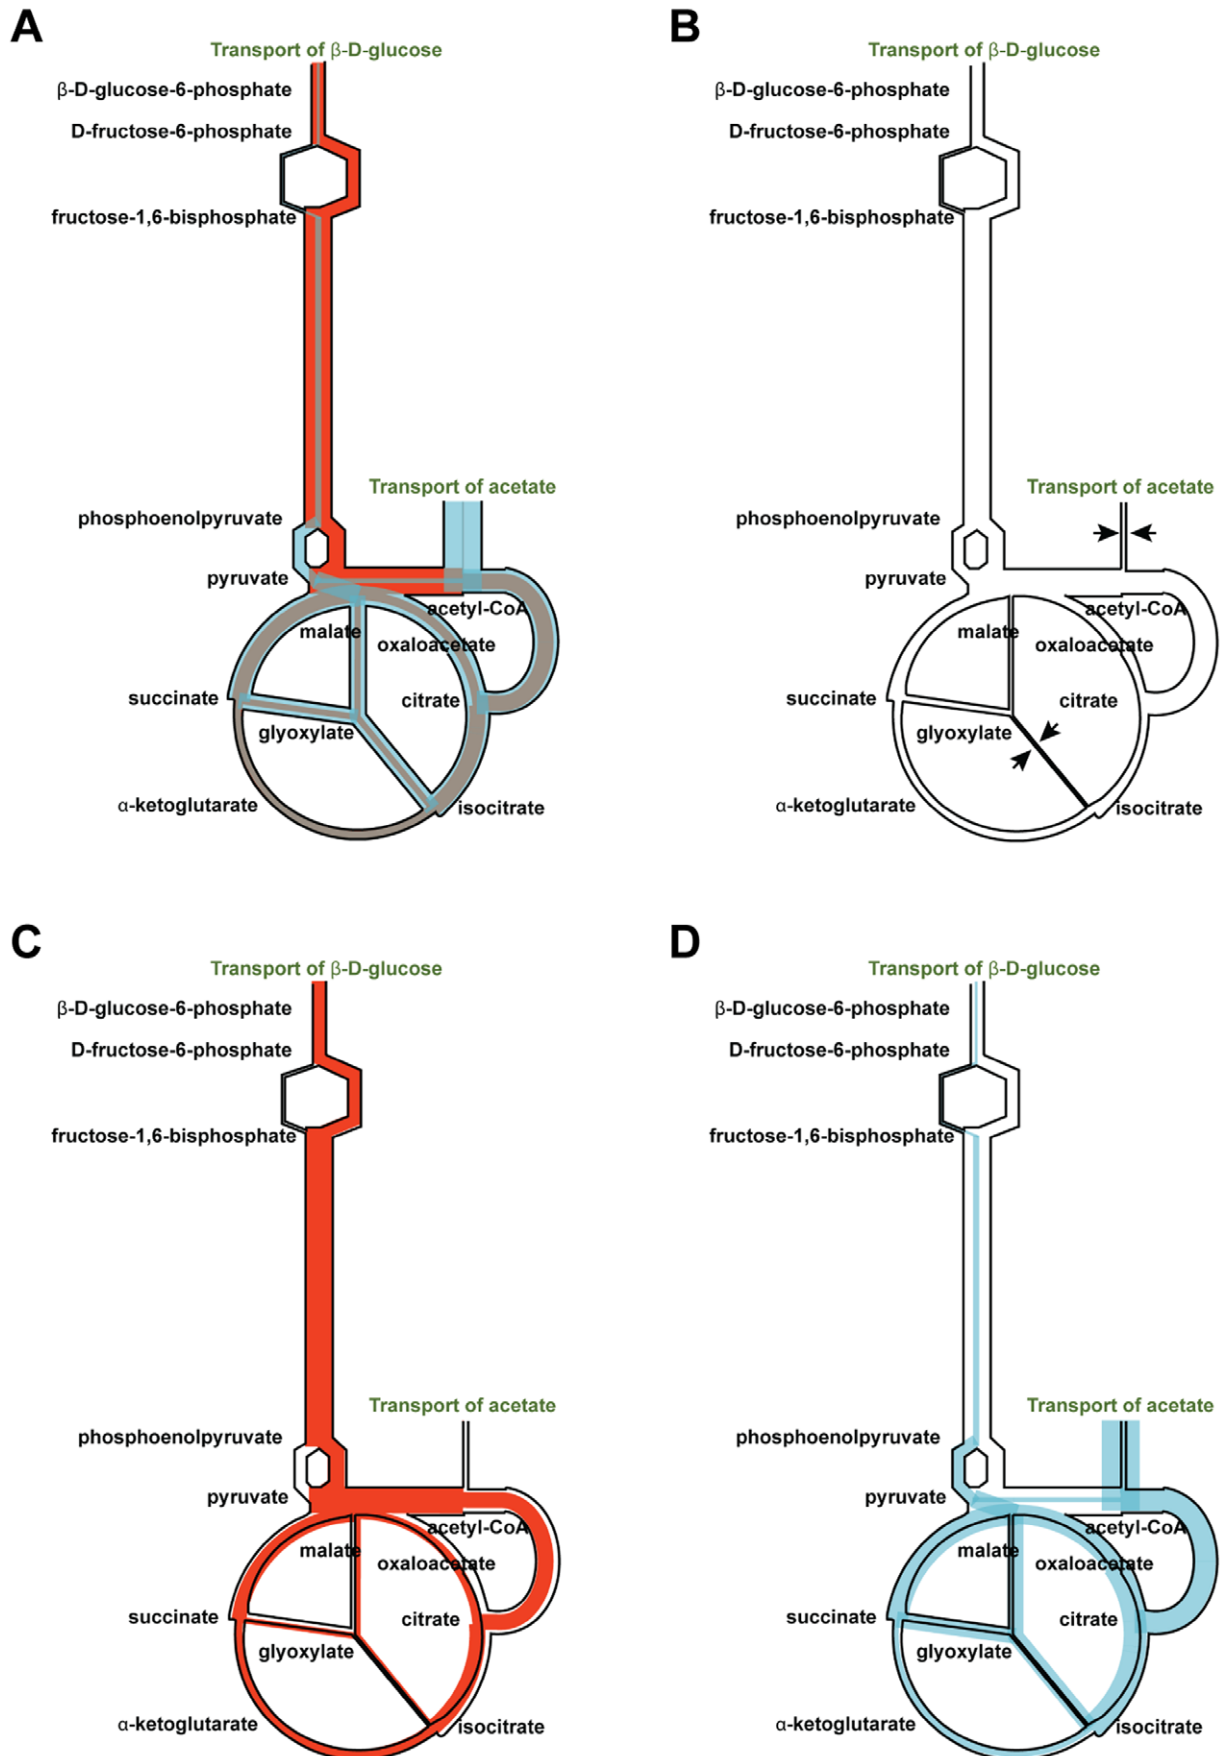 A
Transport of β-D-glucose
β-D-glucose-6-phosphate
D-fructose-6-phosphate
fructose-1,6-bisphosphate
Transport of acetate
phosphoenolpyruvate
pyruvate
acetyl-CoA
malate
oxaloacetate
succinate
citrate
glyoxylate
α-ketoglutarate
isocitrate
B
Transport of β-D-glucose
β-D-glucose-6-phosphate
D-fructose-6-phosphate
fructose-1,6-bisphosphate
Transport of acetate
phosphoenolpyruvate
pyruvate
acetyl-CoA
malate
oxaloacetate
succinate
citrate
glyoxylate
α-ketoglutarate
isocitrate
C
Transport of β-D-glucose
β-D-glucose-6-phosphate
D-fructose-6-phosphate
fructose-1,6-bisphosphate
Transport of acetate
phosphoenolpyruvate
pyruvate
acetyl-CoA
malate
oxaloacetate
succinate
citrate
glyoxylate
α-ketoglutarate
isocitrate
D
Transport of β-D-glucose
β-D-glucose-6-phosphate
D-fructose-6-phosphate
fructose-1,6-bisphosphate
Transport of acetate
phosphoenolpyruvate
pyruvate
acetyl-CoA
malate
oxaloacetate
succinate
citrate
glyoxylate
α-ketoglutarate
isocitrate